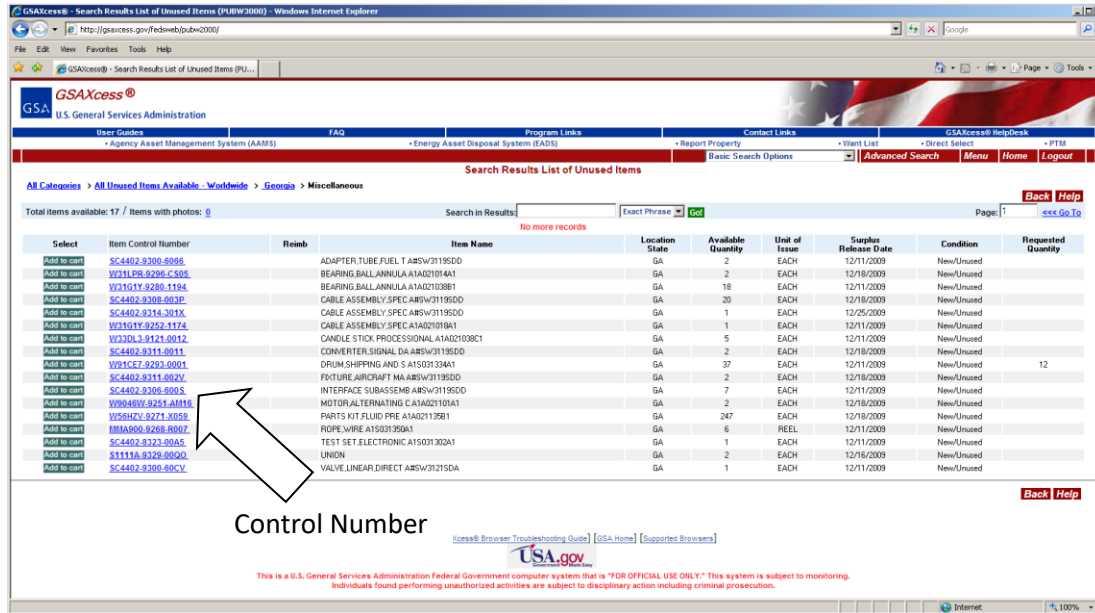 GSAXcess® - Search Results List of Unused Items (PUBW3000) - Windows Internet Explorer
http://gsaxcess.gov/fedsweb/pubw2000/
Google
File Edit View Favorites Tools Help
GSAXcess® - Search Results List of Unused Items (PU...
Page Tools
GSA
GSAXcess®
U.S. General Services Administration
User Guides FAQ Program Links Contact Links GSAXcess® HelpDesk
• Agency Asset Management System (AAMS) • Energy Asset Disposal System (EADS) • Report Property • Want List • Direct Select • PTM
Basic Search Options Advanced Search Menu Home Logout
Search Results List of Unused Items
All Categories > All Unused Items Available - Worldwide > Georgia > Miscellaneous
Back Help
Total items available: 17 / Items with photos: 0 Search in Results: Exact Phrase Go! Page: 1 <<< Go To
No more records
Select Item Control Number Reimb Item Name Location State Available Quantity Unit of Issue Surplus Release Date Condition Requested Quantity
Add to cart SC4402-9300-6066 ADAPTER,TUBE,FUEL T A#SW3119SDD GA 2 EACH 12/11/2009 New/Unused
Add to cart W31LPR-9296-CS05 BEARING,BALL,ANNULA A1A021014A1 GA 2 EACH 12/18/2009 New/Unused
Add to cart W31G1Y-9280-1194 BEARING,BALL,ANNULA A1A021038B1 GA 18 EACH 12/11/2009 New/Unused
Add to cart SC4402-9308-003P CABLE ASSEMBLY,SPEC A#SW3119SDD GA 20 EACH 12/18/2009 New/Unused
Add to cart SC4402-9314-301X CABLE ASSEMBLY,SPEC A#SW3119SDD GA 1 EACH 12/25/2009 New/Unused
Add to cart W31G1Y-9252-1174 CABLE ASSEMBLY,SPEC A1A021018A1 GA 1 EACH 12/11/2009 New/Unused
Add to cart W33DL3-9121-0012 CANDLE STICK PROCESSIONAL A1A021038C1 GA 5 EACH 12/11/2009 New/Unused
Add to cart SC4402-9311-0011 CONVERTER,SIGNAL DA A#SW3119SDD GA 2 EACH 12/18/2009 New/Unused
Add to cart W91CE7-9293-0001 DRUM,SHIPPING AND S A1S031334A1 GA 37 EACH 12/11/2009 New/Unused 12
Add to cart SC4402-9311-002V FIXTURE,AIRCRAFT MA A#SW3119SDD GA 2 EACH 12/18/2009 New/Unused
Add to cart SC4402-9306-600S INTERFACE SUBASSEMB A#SW3119SDD GA 7 EACH 12/11/2009 New/Unused
Add to cart W9046W-9251-AM16 MOTOR,ALTERNATING C A1A021101A1 GA 2 EACH 12/18/2009 New/Unused
Add to cart W56HZV-9271-X059 PARTS KIT,FLUID PRE A1A021135B1 GA 247 EACH 12/18/2009 New/Unused
Add to cart MMA900-9268-R007 ROPE,WIRE A1S031350A1 GA 6 REEL 12/11/2009 New/Unused
Add to cart SC4402-8323-00A5 TEST SET,ELECTRONIC A1S031302A1 GA 1 EACH 12/11/2009 New/Unused
Add to cart S1111A-9329-00QO UNION GA 2 EACH 12/16/2009 New/Unused
Add to cart SC4402-9300-60CV VALVE,LINEAR,DIRECT A#SW3121SDA GA 1 EACH 12/11/2009 New/Unused
Back Help
Control Number
Xcess® Browser Troubleshooting Guide] [GSA Home] [Supported Browsers]
USA.gov
Government Made Easy
This is a U.S. General Services Administration Federal Government computer system that is "FOR OFFICIAL USE ONLY." This system is subject to monitoring.
Individuals found performing unauthorized activities are subject to disciplinary action including criminal prosecution.
Internet 100%